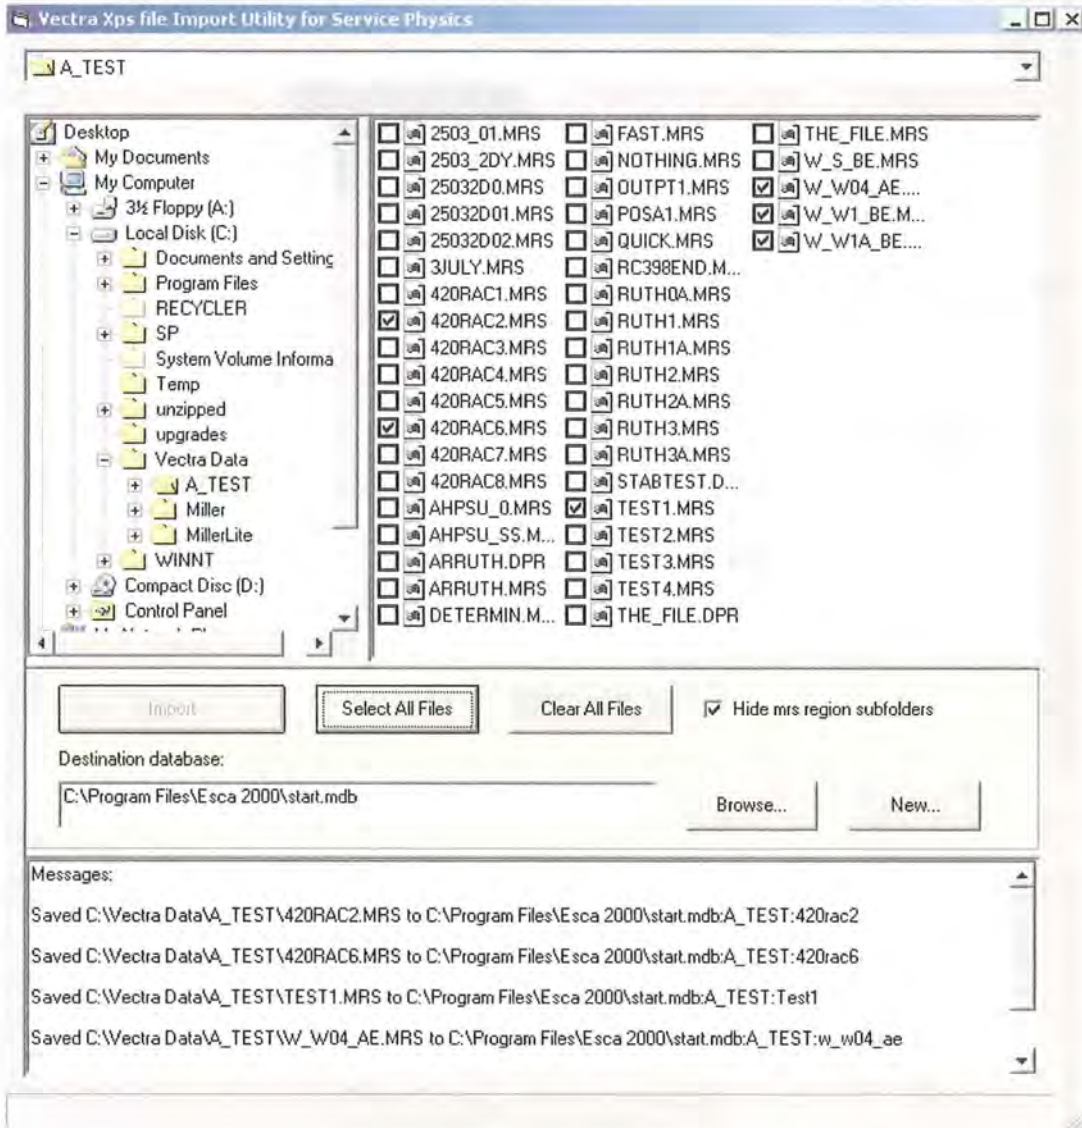 Vectra Xps file Import Utility for Service Physics
A_TEST
Desktop
My Documents
My Computer
3½ Floppy (A:)
Local Disk (C:)
Documents and Setting
Program Files
RECYCLER
SP
System Volume Informa
Temp
unzipped
upgrades
Vectra Data
A_TEST
Miller
MillerLite
WINNT
Compact Disc (D:)
Control Panel
2503_01.MRS
2503_2DY.MRS
25032D0.MRS
25032D01.MRS
25032D02.MRS
3JULY.MRS
420RAC1.MRS
420RAC2.MRS
420RAC3.MRS
420RAC4.MRS
420RAC5.MRS
420RAC6.MRS
420RAC7.MRS
420RAC8.MRS
AHPSU_0.MRS
AHPSU_SS.M...
ARRUTH.DPR
ARRUTH.MRS
DETERMIN.M...
FAST.MRS
NOTHING.MRS
OUTPT1.MRS
POSA1.MRS
QUICK.MRS
RC398END.M...
RUTH0A.MRS
RUTH1.MRS
RUTH1A.MRS
RUTH2.MRS
RUTH2A.MRS
RUTH3.MRS
RUTH3A.MRS
STABTEST.D...
TEST1.MRS
TEST2.MRS
TEST3.MRS
TEST4.MRS
THE_FILE.DPR
THE_FILE.MRS
W_S_BE.MRS
W_W04_AE....
W_W1_BE.M...
W_W1A_BE....
Import
Select All Files
Clear All Files
Hide mrs region subfolders
Destination database:
C:\Program Files\Esca 2000\start.mdb
Browse...
New...
Messages:
Saved C:\Vectra Data\A_TEST\420RAC2.MRS to C:\Program Files\Esca 2000\start.mdb:A_TEST:420rac2
Saved C:\Vectra Data\A_TEST\420RAC6.MRS to C:\Program Files\Esca 2000\start.mdb:A_TEST:420rac6
Saved C:\Vectra Data\A_TEST\TEST1.MRS to C:\Program Files\Esca 2000\start.mdb:A_TEST:Test1
Saved C:\Vectra Data\A_TEST\W_W04_AE.MRS to C:\Program Files\Esca 2000\start.mdb:A_TEST:w_w04_ae